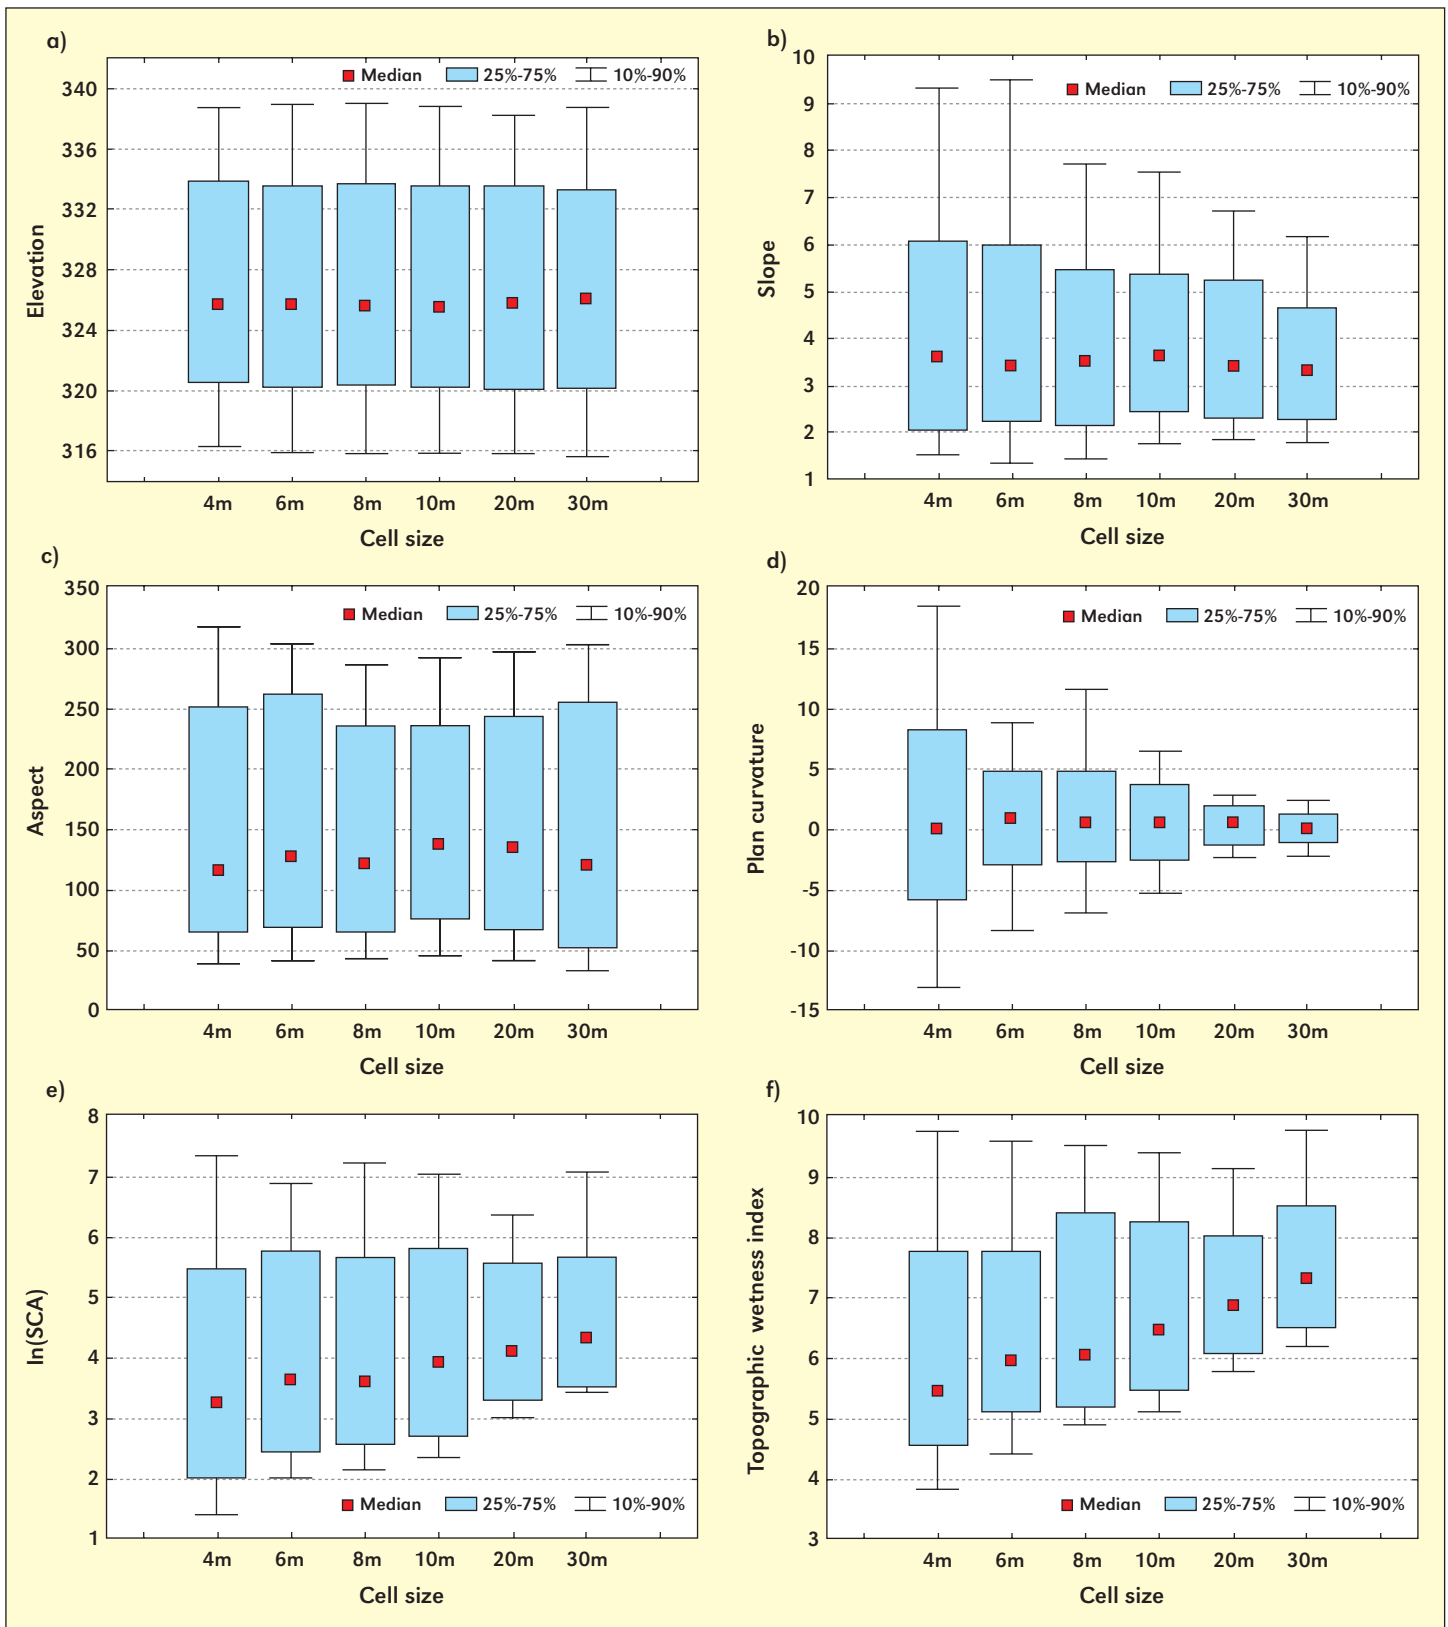 a)
Median 25%-75% 10%-90%
340
336
332
328
324
320
316
Elevation
4m 6m 8m 10m 20m 30m
Cell size
b)
Median 25%-75% 10%-90%
10
9
8
7
6
5
4
3
2
1
Slope
4m 6m 8m 10m 20m 30m
Cell size
c)
Median 25%-75% 10%-90%
350
300
250
200
150
100
50
0
Aspect
4m 6m 8m 10m 20m 30m
Cell size
d)
Median 25%-75% 10%-90%
20
15
10
5
0
-5
-10
-15
Plan curvature
4m 6m 8m 10m 20m 30m
Cell size
e)
8
7
6
5
4
3
2
1
ln(SCA)
Median 25%-75% 10%-90%
4m 6m 8m 10m 20m 30m
Cell size
f)
10
9
8
7
6
5
4
3
Topographic wetness index
Median 25%-75% 10%-90%
4m 6m 8m 10m 20m 30m
Cell size